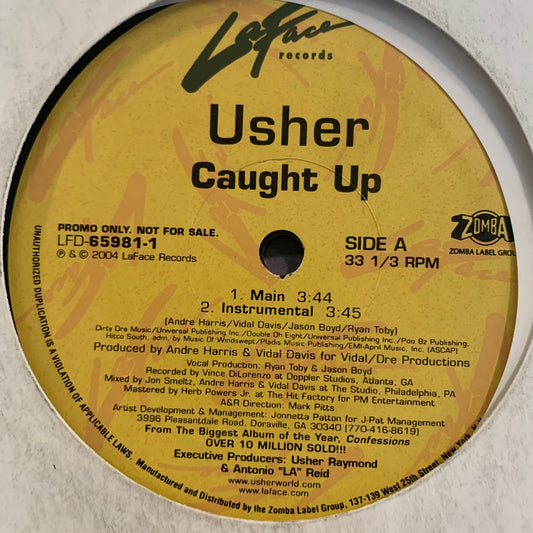 LaFace
records
Usher
Caught Up
PROMO ONLY. NOT FOR SALE.
LFD-65981-1
℗ & © 2004 LaFace Records
SIDE A
33 1/3 RPM
ZOMBA
ZOMBA LABEL GROU
1. Main 3:44
2. Instrumental 3:45
(Andre Harris/Vidal Davis/Jason Boyd/Ryan Toby)
Dirty Dre Music/Universal Publishing Inc./Double Oh Eight/Universal Publishing Inc./Poo Bz Publishing.
Hitco South, adm. by Music Of Windswept/Pladis Music Publishing/EMI-April Music, Inc. (ASCAP)
Produced by Andre Harris & Vidal Davis for Vidal/Dre Productions
Vocal Production: Ryan Toby & Jason Boyd
Recorded by Vince DiLorenzo at Doppler Studios, Atlanta, GA
Mixed by Jon Smeltz, Andre Harris & Vidal Davis at The Studio, Philadelphia, PA
Mastered by Herb Powers Jr. at The Hit Factory for PM Entertainment
A&R Direction: Mark Pitts
Artist Development & Management: Jonnetta Patton for J-Pat Management
3996 Pleasantdale Road, Doraville, GA 30340 (770-416-8619)
From The Biggest Album of the Year, Confessions
OVER 10 MILLION SOLD!!!
Executive Producers: Usher Raymond
& Antonio "LA" Reid
www.usherworld.com
www.laface.com
UNAUTHORIZED DUPLICATION IS A VIOLATION OF APPLICABLE LAWS. Manufactured and Distributed by the Zomba Label Group, 137-139 West 25th Street, New York,